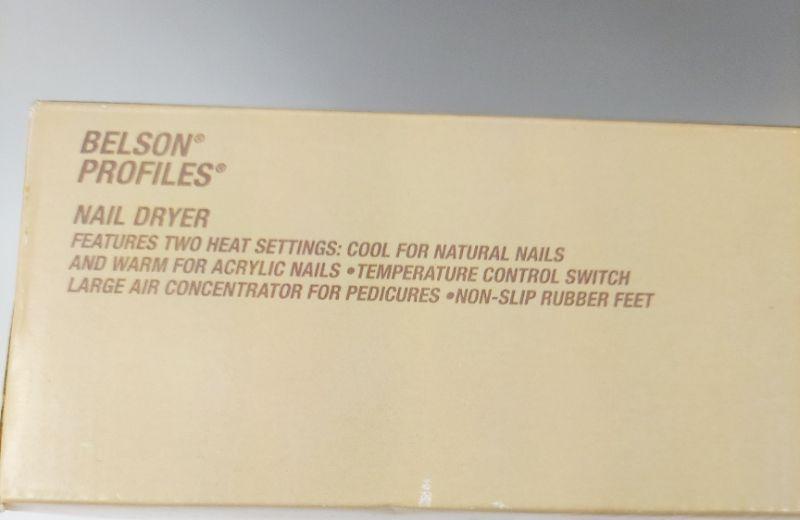 BELSON®
PROFILES®
NAIL DRYER
FEATURES TWO HEAT SETTINGS: COOL FOR NATURAL NAILS
AND WARM FOR ACRYLIC NAILS •TEMPERATURE CONTROL SWITCH
LARGE AIR CONCENTRATOR FOR PEDICURES •NON-SLIP RUBBER FEET